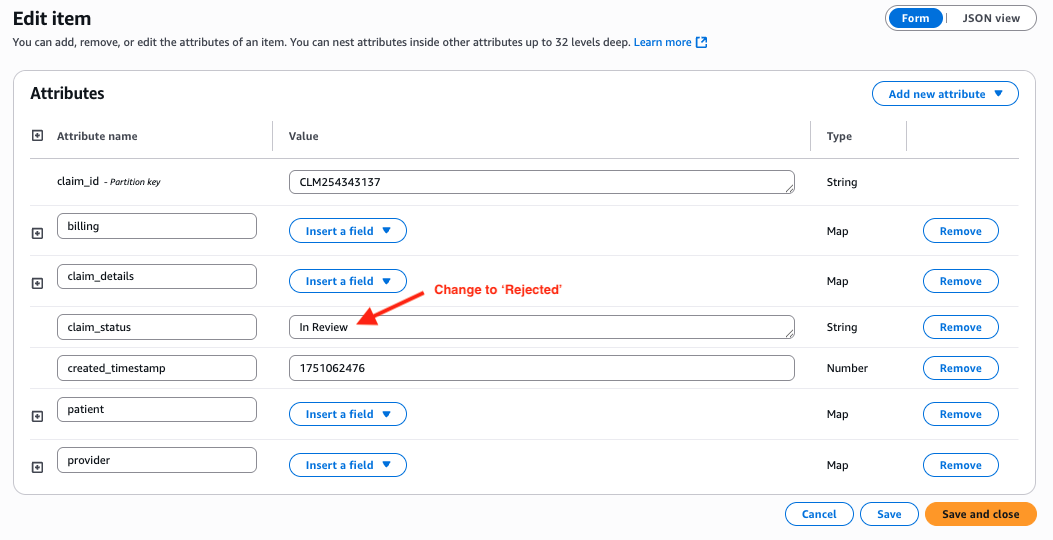 Edit item
Form | JSON view
You can add, remove, or edit the attributes of an item. You can nest attributes inside other attributes up to 32 levels deep. Learn more
Attributes
Add new attribute
Attribute name Value Type
claim_id - Partition key CLM254343137 String
billing Insert a field Map Remove
claim_details Insert a field Map Remove
Change to ‘Rejected’
claim_status In Review String Remove
created_timestamp 1751062476 Number Remove
patient Insert a field Map Remove
provider Insert a field Map Remove
Cancel Save Save and close